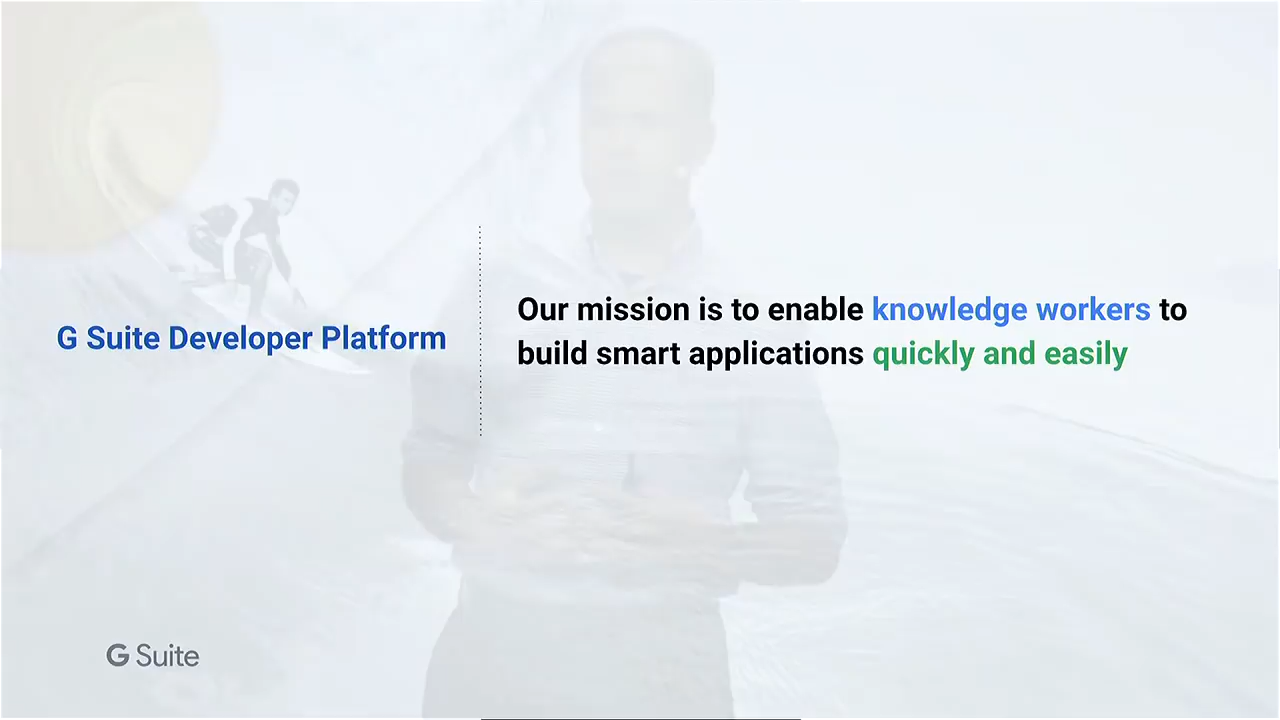 G Suite Developer Platform
Our mission is to enable knowledge workers to
build smart applications quickly and easily
G Suite